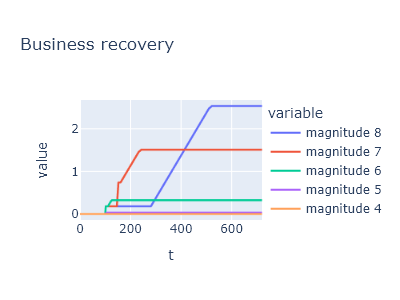 Business recovery
variable
magnitude 8
magnitude 7
magnitude 6
magnitude 5
magnitude 4
value
2
1
0
0 200 400 600
t